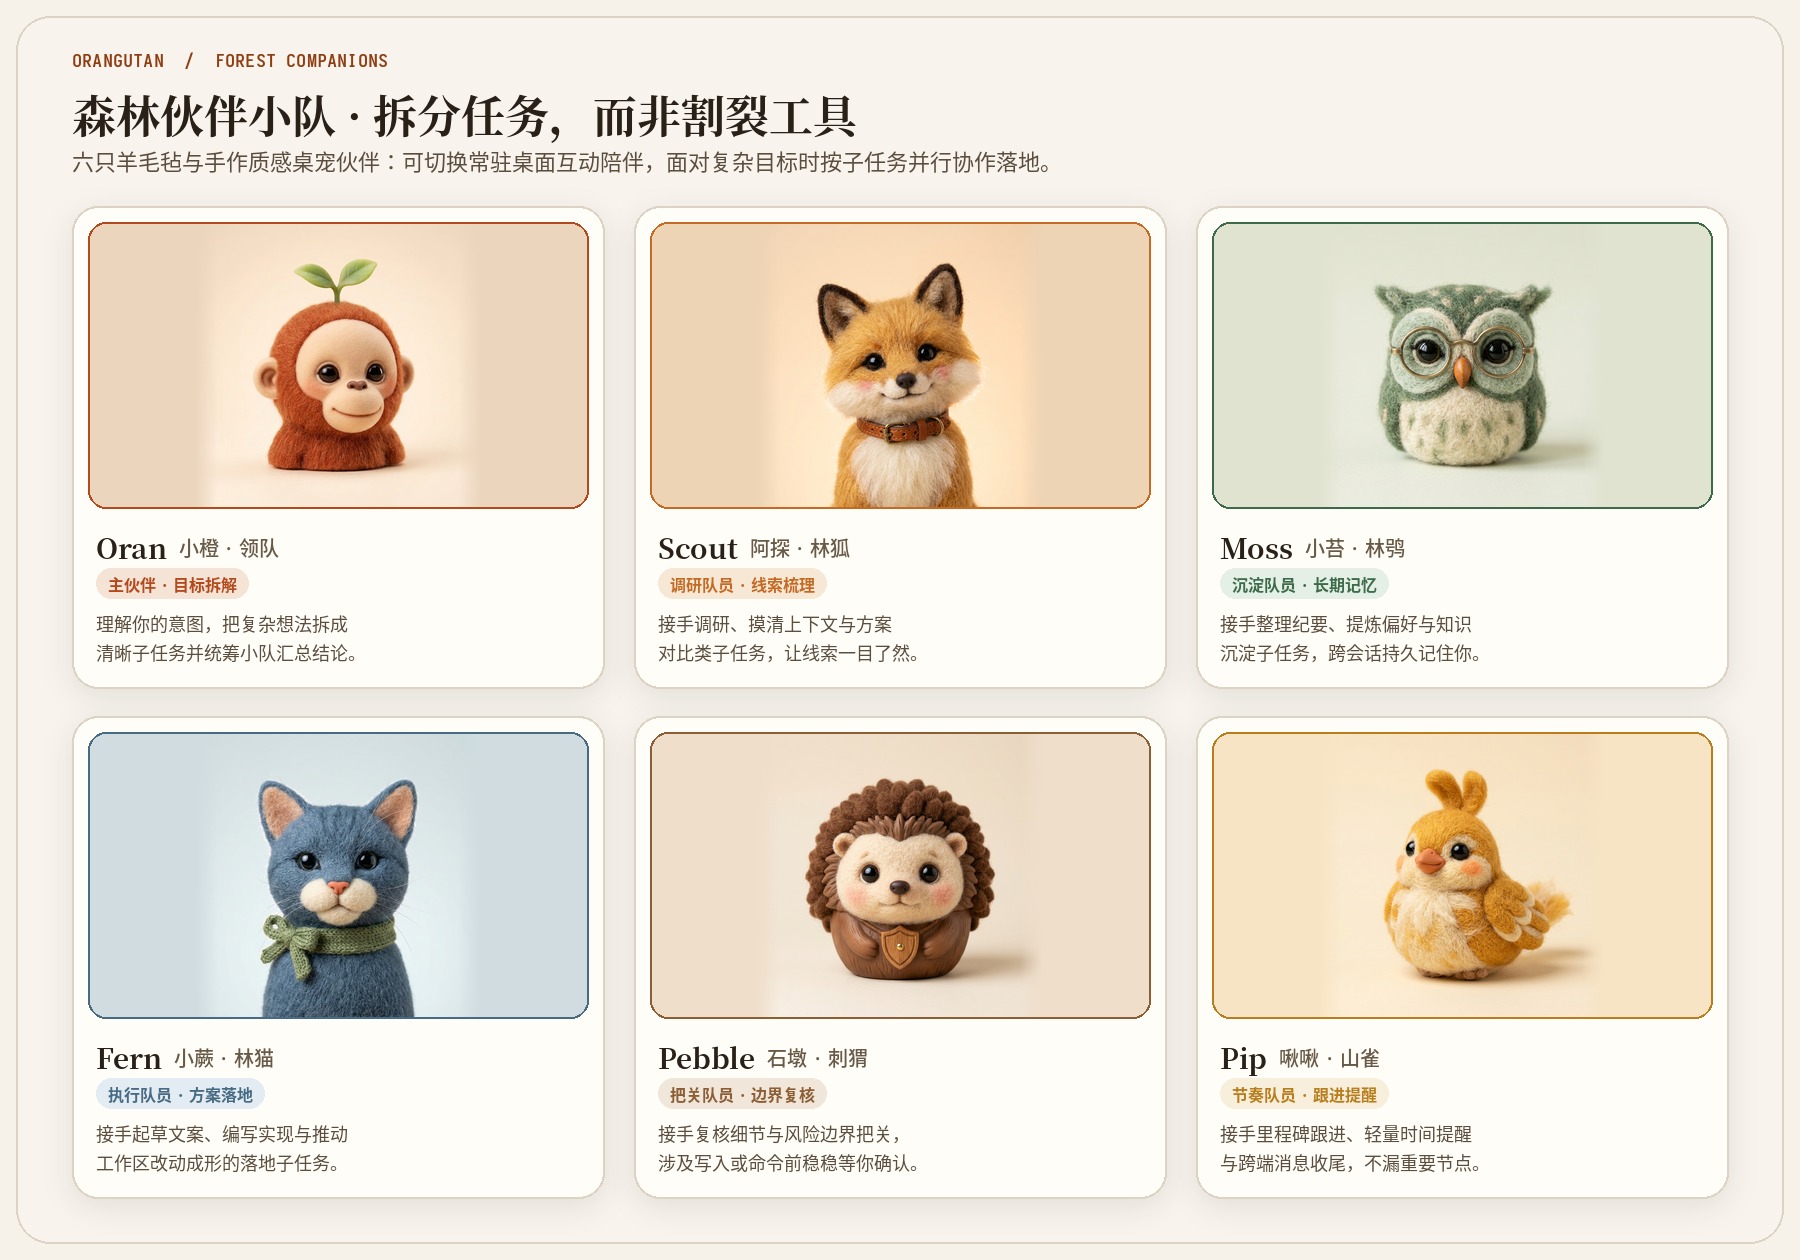 ORANGUTAN / FOREST COMPANIONS
森林伙伴小队 · 拆分任务，而非割裂工具
六只羊毛毡与手作质感桌宠伙伴：可切换常驻桌面互动陪伴，面对复杂目标时按子任务并行协作落地。
Oran 小橙 · 领队
主伙伴 · 目标拆解
理解你的意图，把复杂想法拆成
清晰子任务并统筹小队汇总结论。
Scout 阿探 · 林狐
调研队员 · 线索梳理
接手调研、摸清上下文与方案
对比类子任务，让线索一目了然。
Moss 小苔 · 林鸮
沉淀队员 · 长期记忆
接手整理纪要、提炼偏好与知识
沉淀子任务，跨会话持久记住你。
Fern 小蕨 · 林猫
执行队员 · 方案落地
接手起草文案、编写实现与推动
工作区改动成形的落地子任务。
Pebble 石墩 · 刺猬
把关队员 · 边界复核
接手复核细节与风险边界把关，
涉及写入或命令前稳稳等你确认。
Pip 啾啾 · 山雀
节奏队员 · 跟进提醒
接手里程碑跟进、轻量时间提醒
与跨端消息收尾，不漏重要节点。